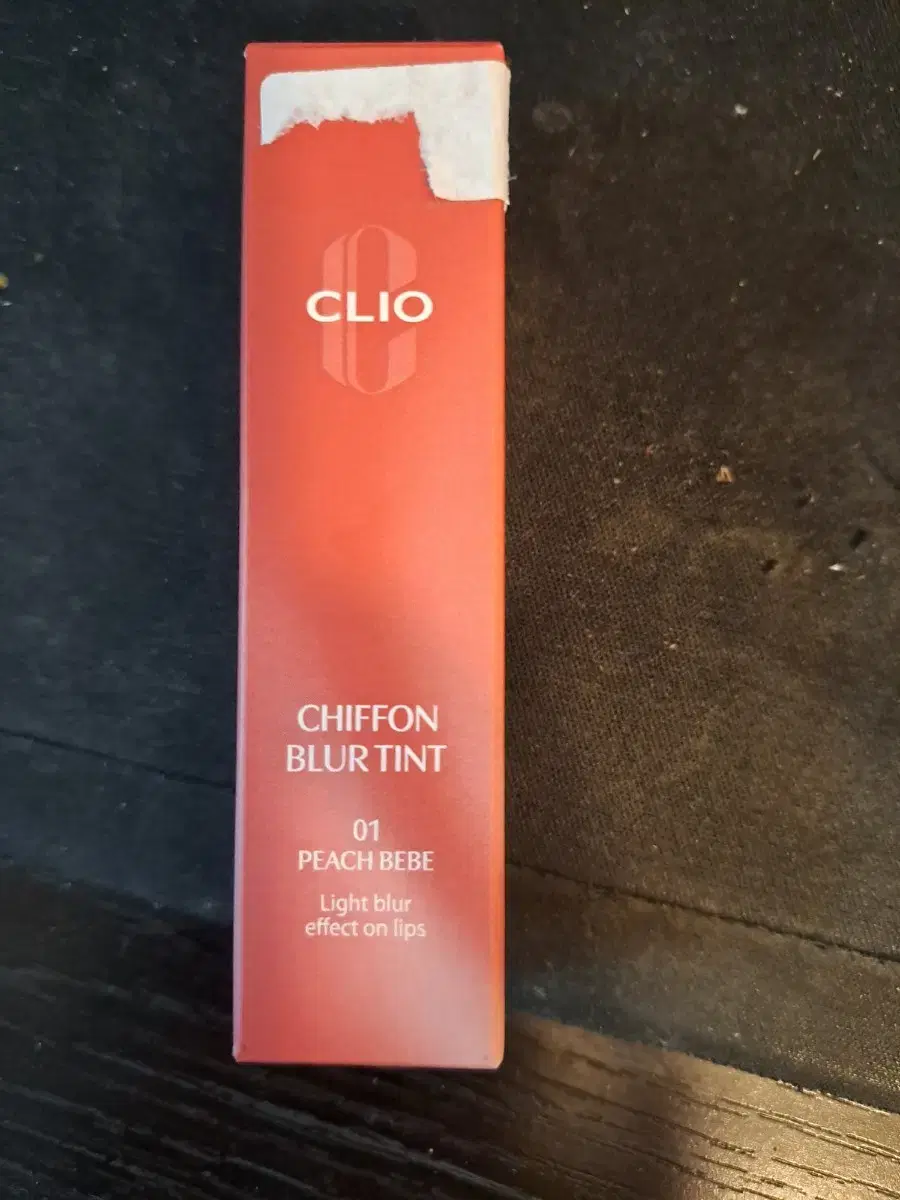 CLIO
CHIFFON
BLUR TINT
01
PEACH BEBE
Light blur
effect on lips